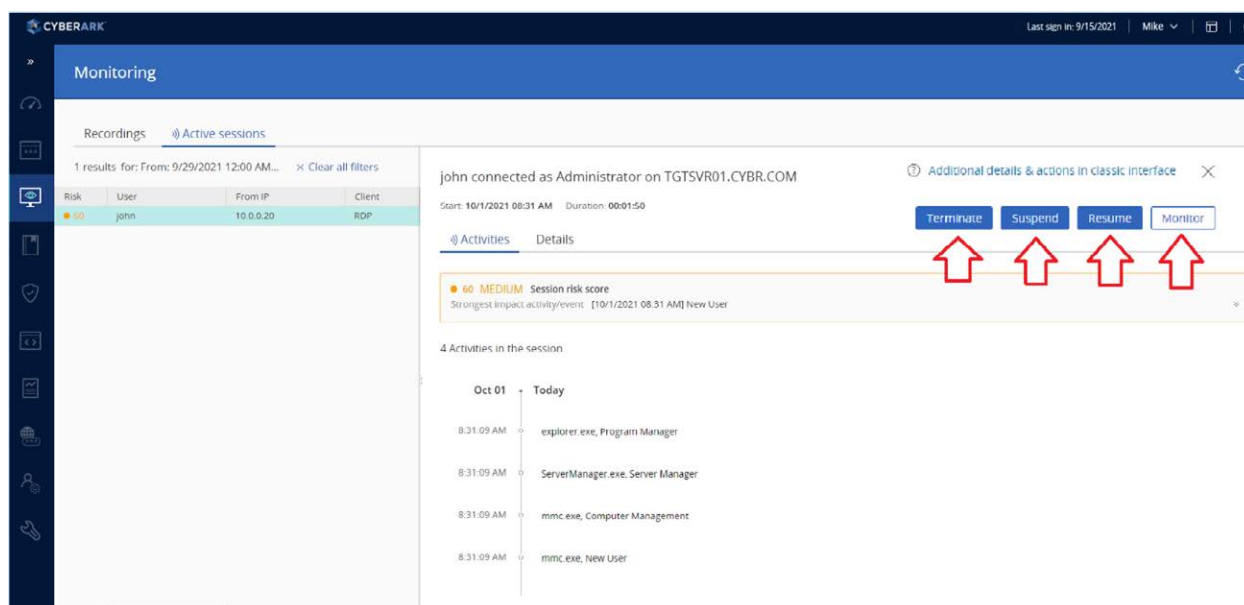 CYBERARK
Last sign in: 9/15/2021
Mike
Monitoring
Recordings
Active sessions
1 results for: From: 9/29/2021 12:00 AM...
× Clear all filters
Risk User From IP Client
60 john 10.0.0.20 RDP
john connected as Administrator on TGTSVR01.CYBR.COM
Additional details & actions in classic interface
Start: 10/1/2021 08:31 AM Duration: 00:01:50
Terminate Suspend Resume Monitor
Activities Details
60 MEDIUM Session risk score
Strongest impact activity/event [10/1/2021 08:31 AM] New User
4 Activities in the session
Oct 01 Today
8:31:09 AM explorer.exe, Program Manager
8:31:09 AM ServerManager.exe, Server Manager
8:31:09 AM mmc.exe, Computer Management
8:31:09 AM mmc.exe, New User